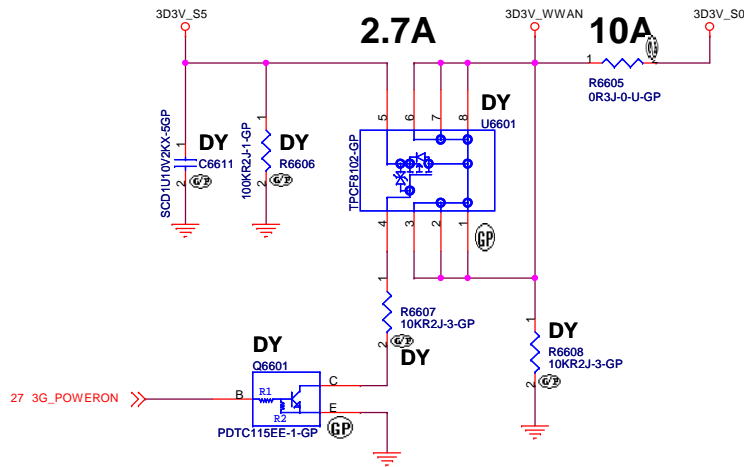 3D3V_S5
2.7A
3D3V_WWAN
10A
3D3V_S0
1
2
R6605
0R3J-0-U-GP
5
6
7
8
DY
U6601
TPCF8102-GP
4
3
2
1
GP
1
2
DY
C6611
SCD1U10V2KX-5GP
G/P
1
2
DY
R6606
100KR2J-1-GP
G/P
1
R6607
10KR2J-3-GP
2
G/P
DY
1
DY
R6608
10KR2J-3-GP
2
G/P
DY
Q6601
27 3G_POWERON
B
R1
R2
C
E
GP
PDTC115EE-1-GP